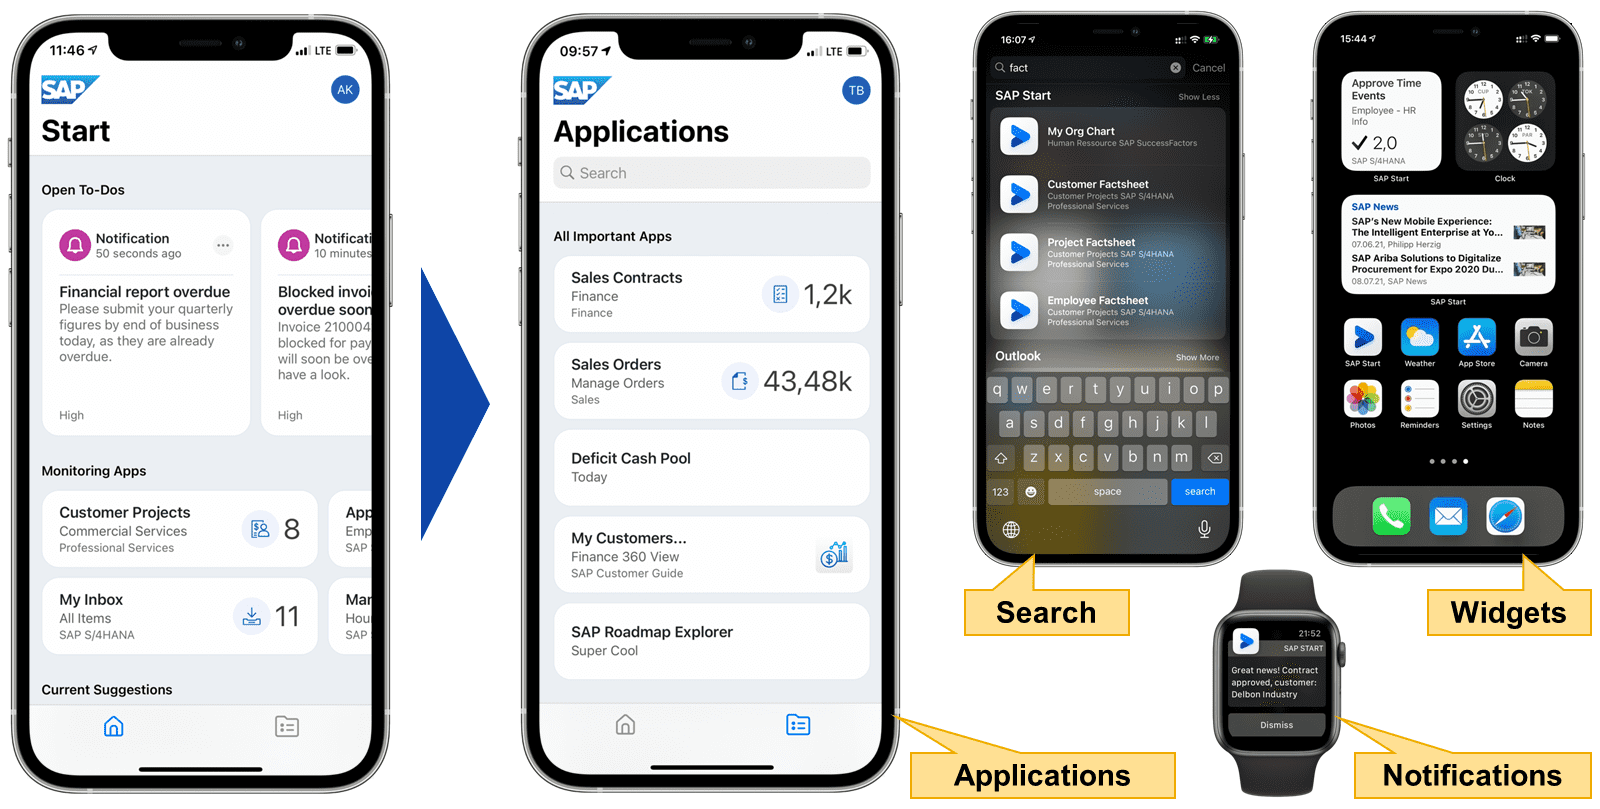 11:46
LTE
SAP
AK
Start
Open To-Dos
Notification
50 seconds ago
Financial report overdue
Please submit your quarterly
figures by end of business
today, as they are already
overdue.
High
Notificati
10 minutes
Blocked invoi
overdue soon
Invoice 210004
blocked for pay
will soon be ove
have a look.
High
Monitoring Apps
Customer Projects
Commercial Services
Professional Services
8
App
Emp
SAP
My Inbox
All Items
SAP S/4HANA
11
Mar
Hour
SAP
Current Suggestions
09:57
LTE
SAP
TB
Applications
Search
All Important Apps
Sales Contracts
Finance
Finance
1,2k
Sales Orders
Manage Orders
Sales
43,48k
Deficit Cash Pool
Today
My Customers...
Finance 360 View
SAP Customer Guide
SAP Roadmap Explorer
Super Cool
Applications
16:07
fact
Cancel
SAP Start
Show Less
My Org Chart
Human Ressource SAP SuccessFactors
Customer Factsheet
Customer Projects SAP S/4HANA
Professional Services
Project Factsheet
Customer Projects SAP S/4HANA
Professional Services
Employee Factsheet
Customer Projects SAP S/4HANA
Professional Services
Outlook
Show More
q w e r t y u i o p
a s d f g h j k l
z x c v b n m
123
space
search
Search
15:44
Approve Time
Events
Employee - HR
Info
2,0
SAP S/4HANA
SAP Start
CUP
TOK
PAR
Clock
SAP News
SAP's New Mobile Experience:
The Intelligent Enterprise at Yo...
07.06.21, Philipp Herzig
SAP Ariba Solutions to Digitalize
Procurement for Expo 2020 Du...
08.07.21, SAP News
SAP Start
SAP Start
Weather
App Store
Camera
Photos
Reminders
Settings
Notes
Widgets
21:52
SAP START
Great news! Contract
approved, customer:
Delbon Industry
Dismiss
Notifications